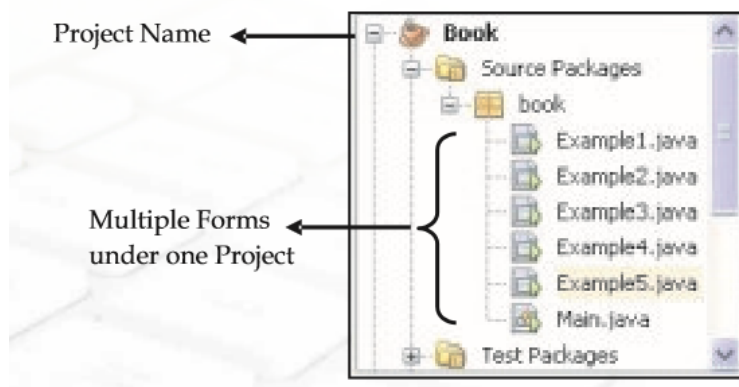 Project Name
Book
Source Packages
book
Example1.java
Example2.java
Example3.java
Example4.java
Multiple Forms
under one Project
Example5.java
Main.java
Test Packages